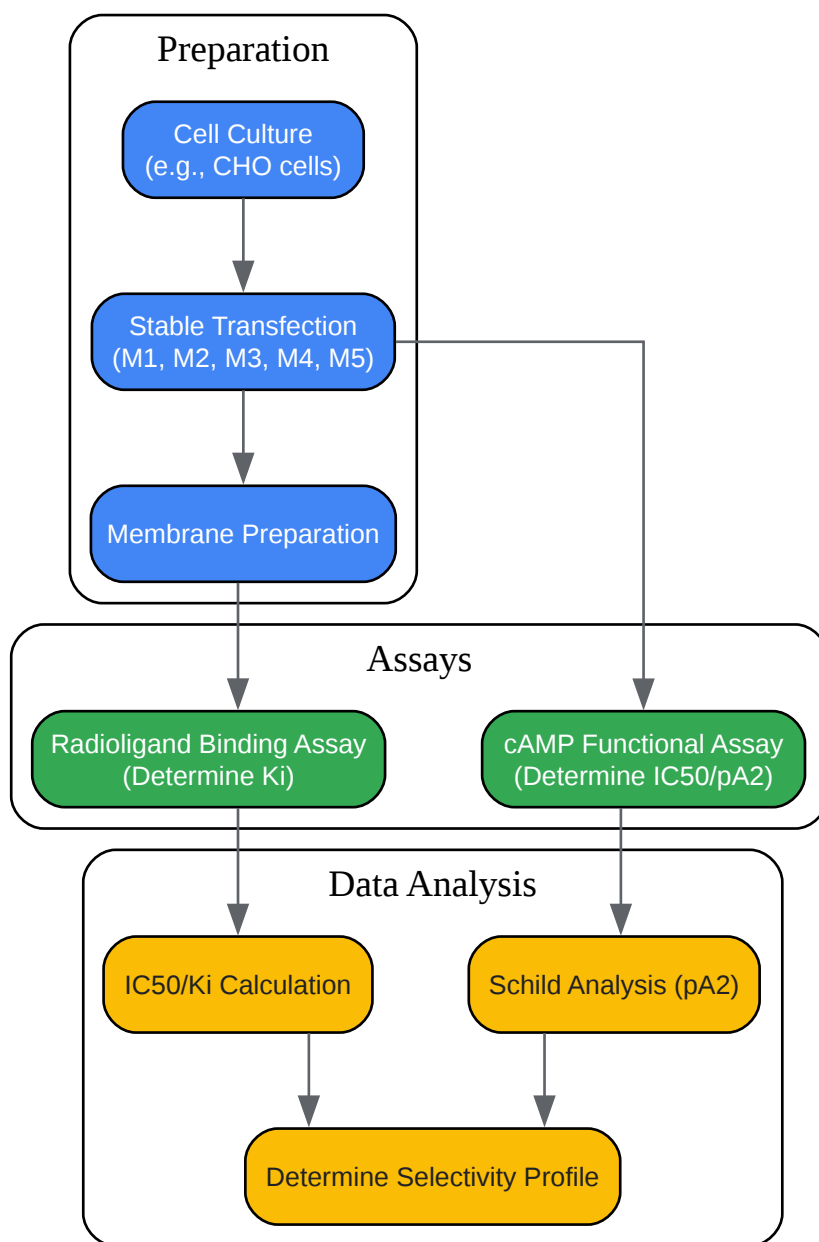 Preparation
Cell Culture
(e.g., CHO cells)
Stable Transfection
(M1, M2, M3, M4, M5)
Membrane Preparation
Assays
Radioligand Binding Assay
(Determine Ki)
cAMP Functional Assay
(Determine IC50/pA2)
Data Analysis
IC50/Ki Calculation
Schild Analysis (pA2)
Determine Selectivity Profile